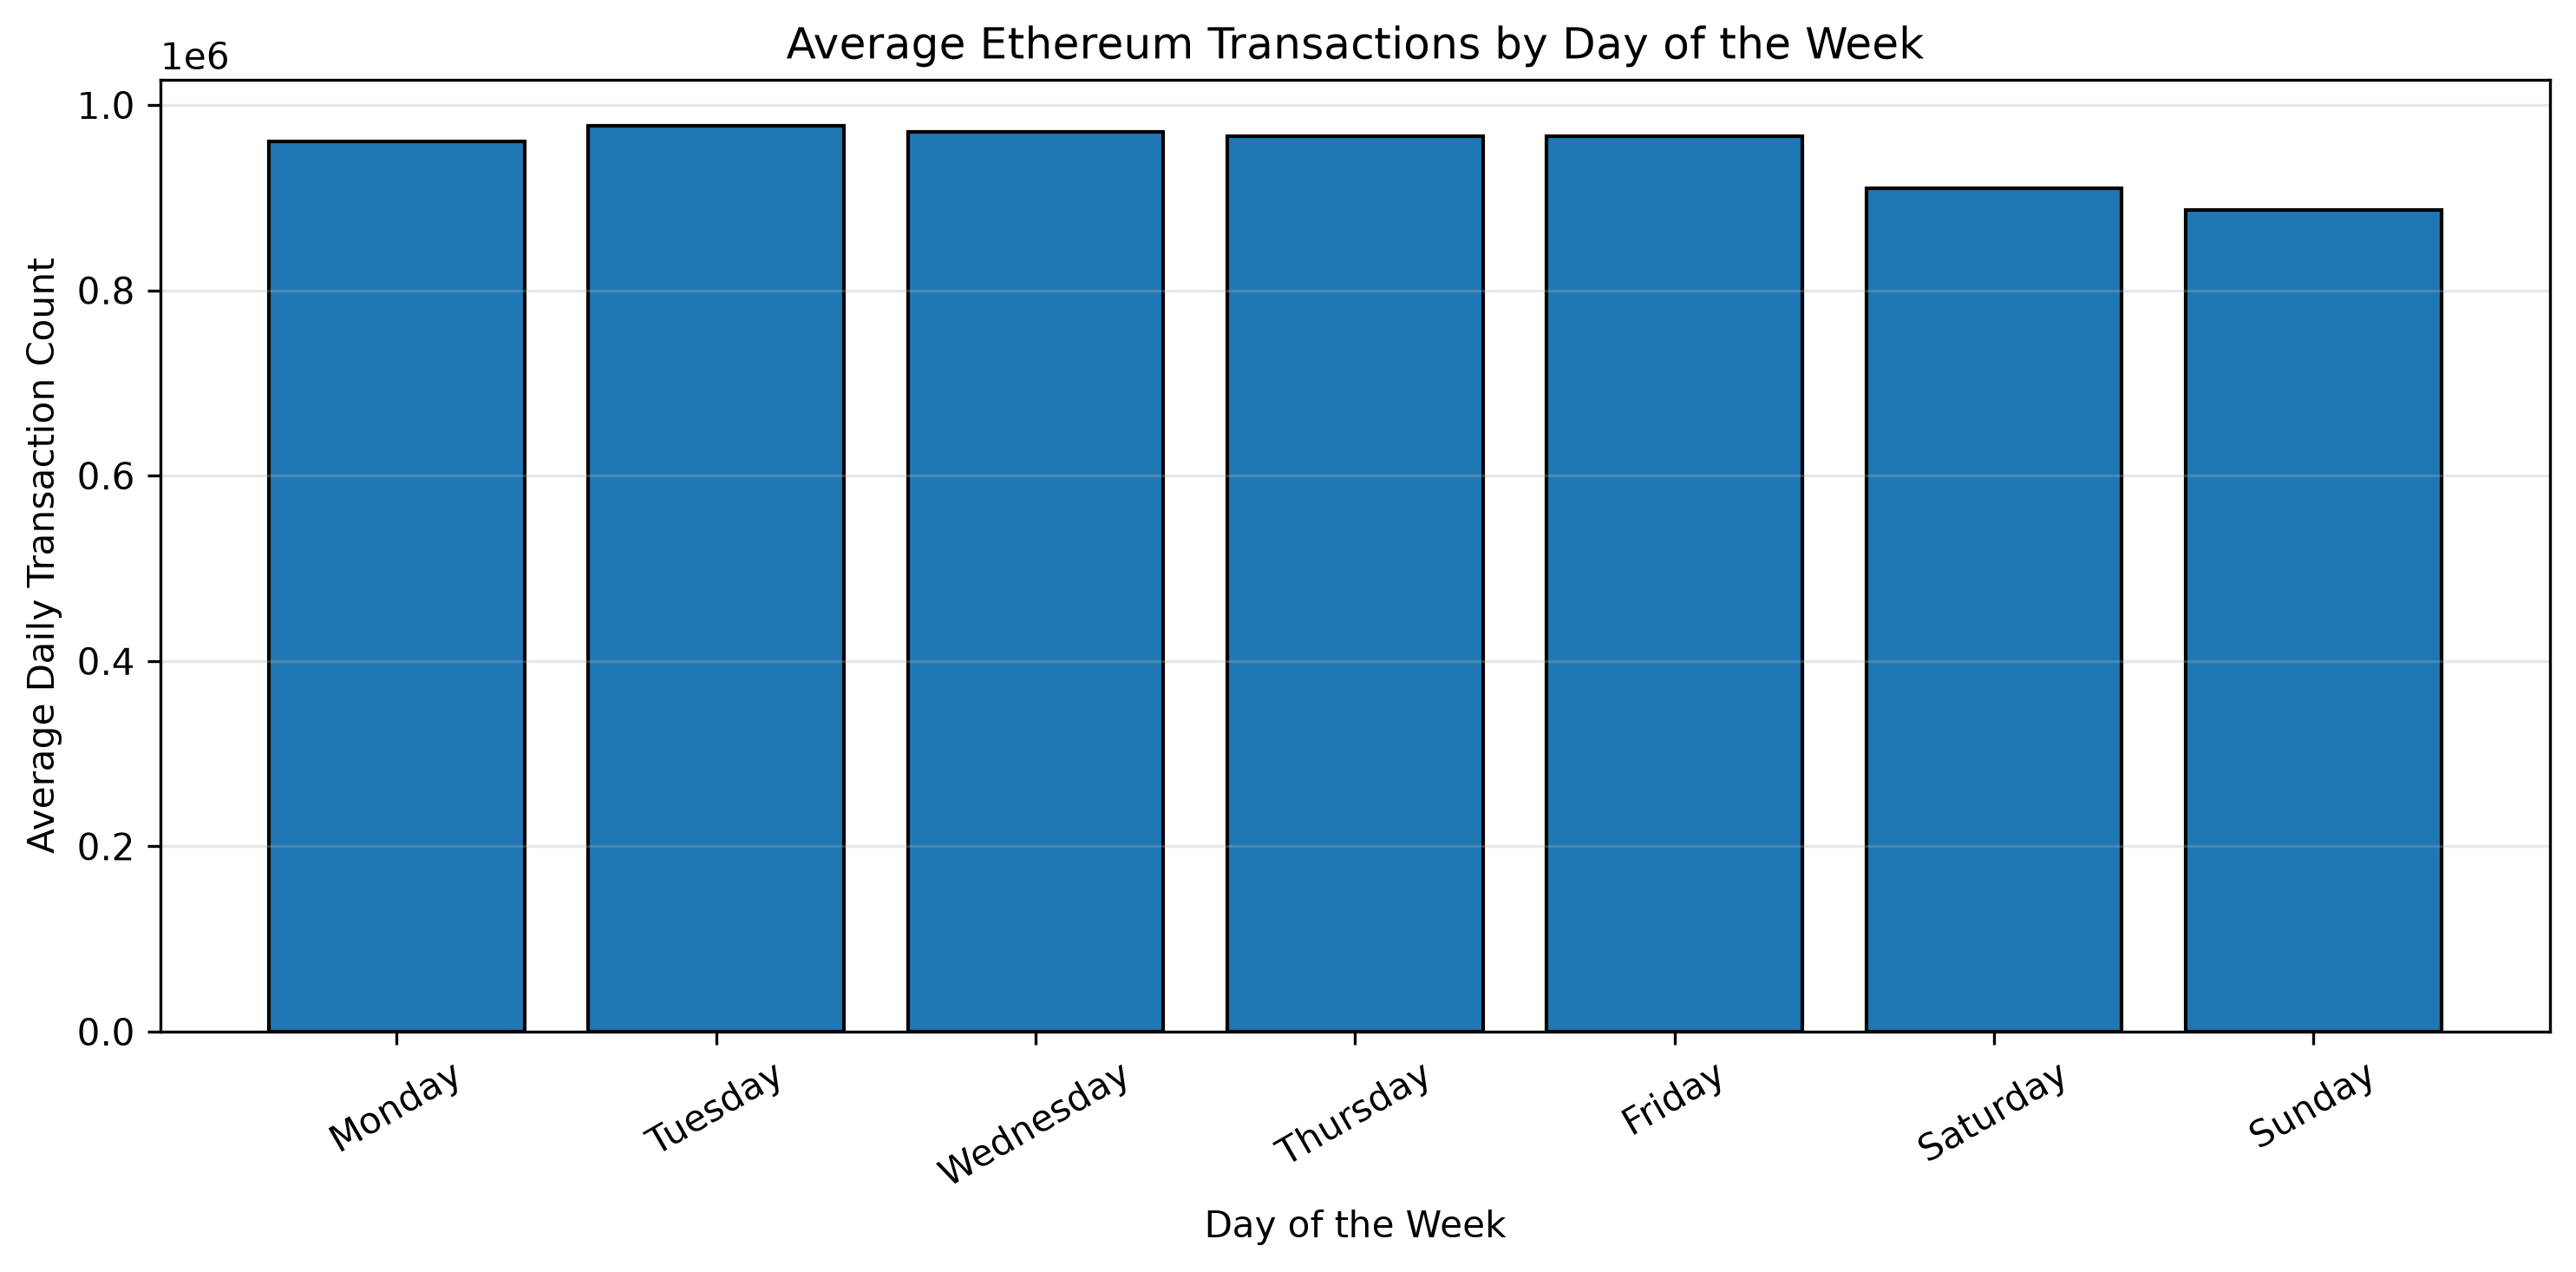 Average Ethereum Transactions by Day of the Week
1e6
1.0
0.8
0.6
0.4
0.2
0.0
Average Daily Transaction Count
Monday
Tuesday
Wednesday
Thursday
Friday
Saturday
Sunday
Day of the Week